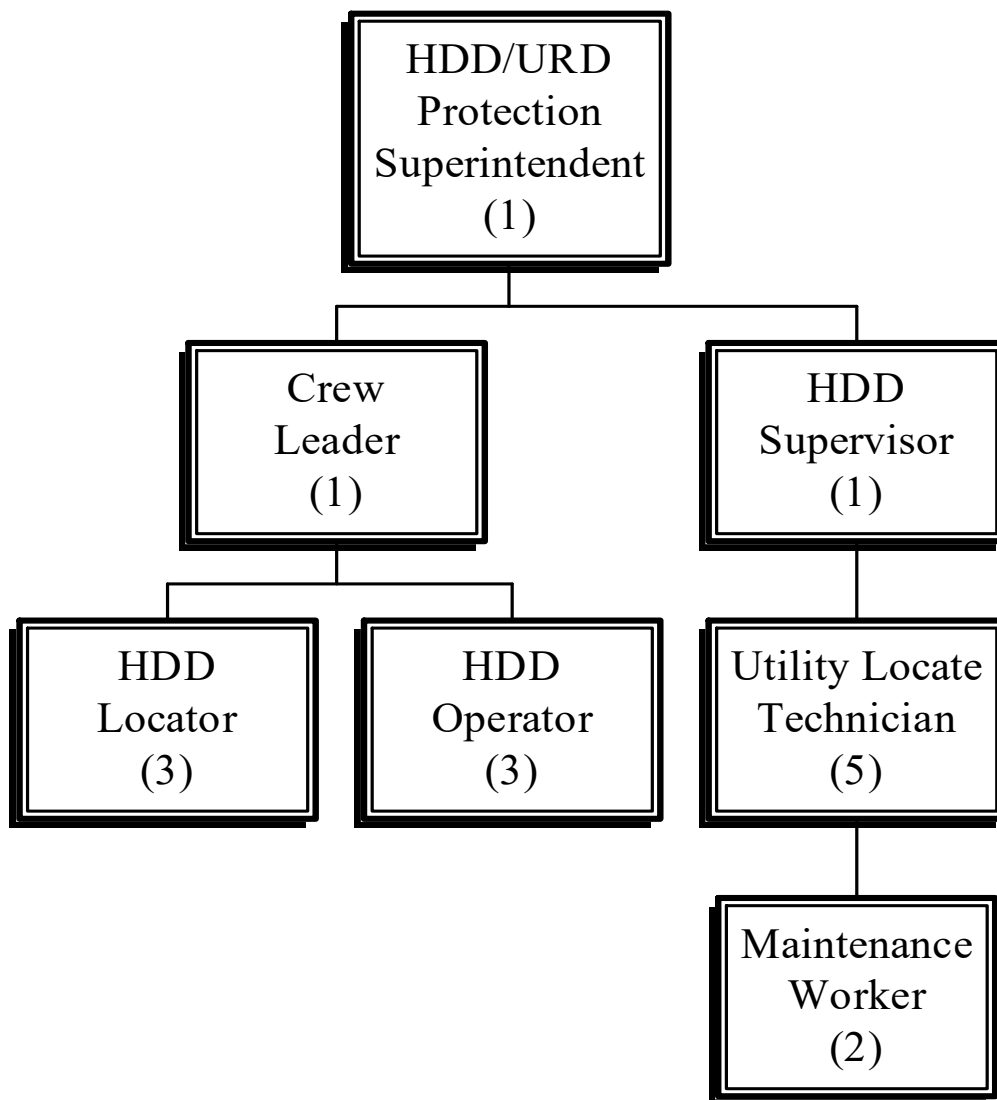 HDD/URD
Protection
Superintendent
(1)
Crew
Leader
(1)
HDD
Supervisor
(1)
HDD
Locator
(3)
HDD
Operator
(3)
Utility Locate
Technician
(5)
Maintenance
Worker
(2)